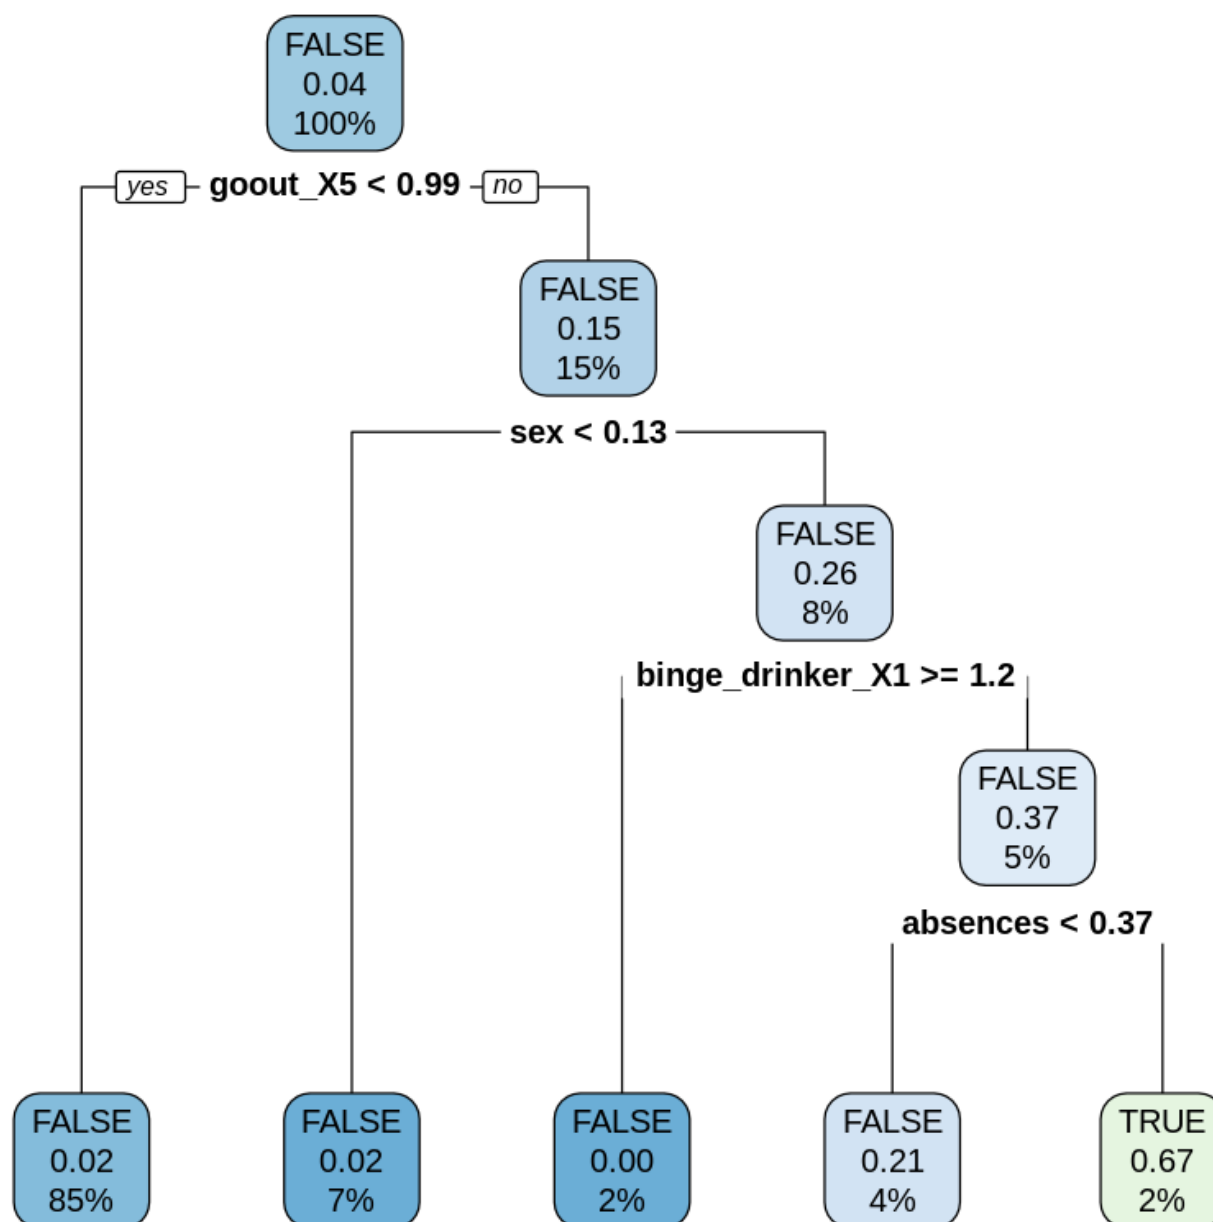 FALSE
0.04
100%
yes goout_X5 < 0.99 no
FALSE
0.15
15%
sex < 0.13
FALSE
0.26
8%
binge_drinker_X1 >= 1.2
FALSE
0.37
5%
absences < 0.37
FALSE
0.02
85%
FALSE
0.02
7%
FALSE
0.00
2%
FALSE
0.21
4%
TRUE
0.67
2%